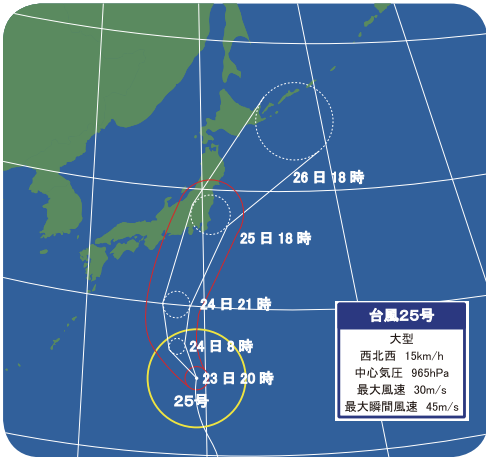 26日18時
25日18時
24日21時
24日8時
23日20時
25号
台風25号
大型
西北西 15km/h
中心気圧 965hPa
最大風速 30m/s
最大瞬間風速 45m/s